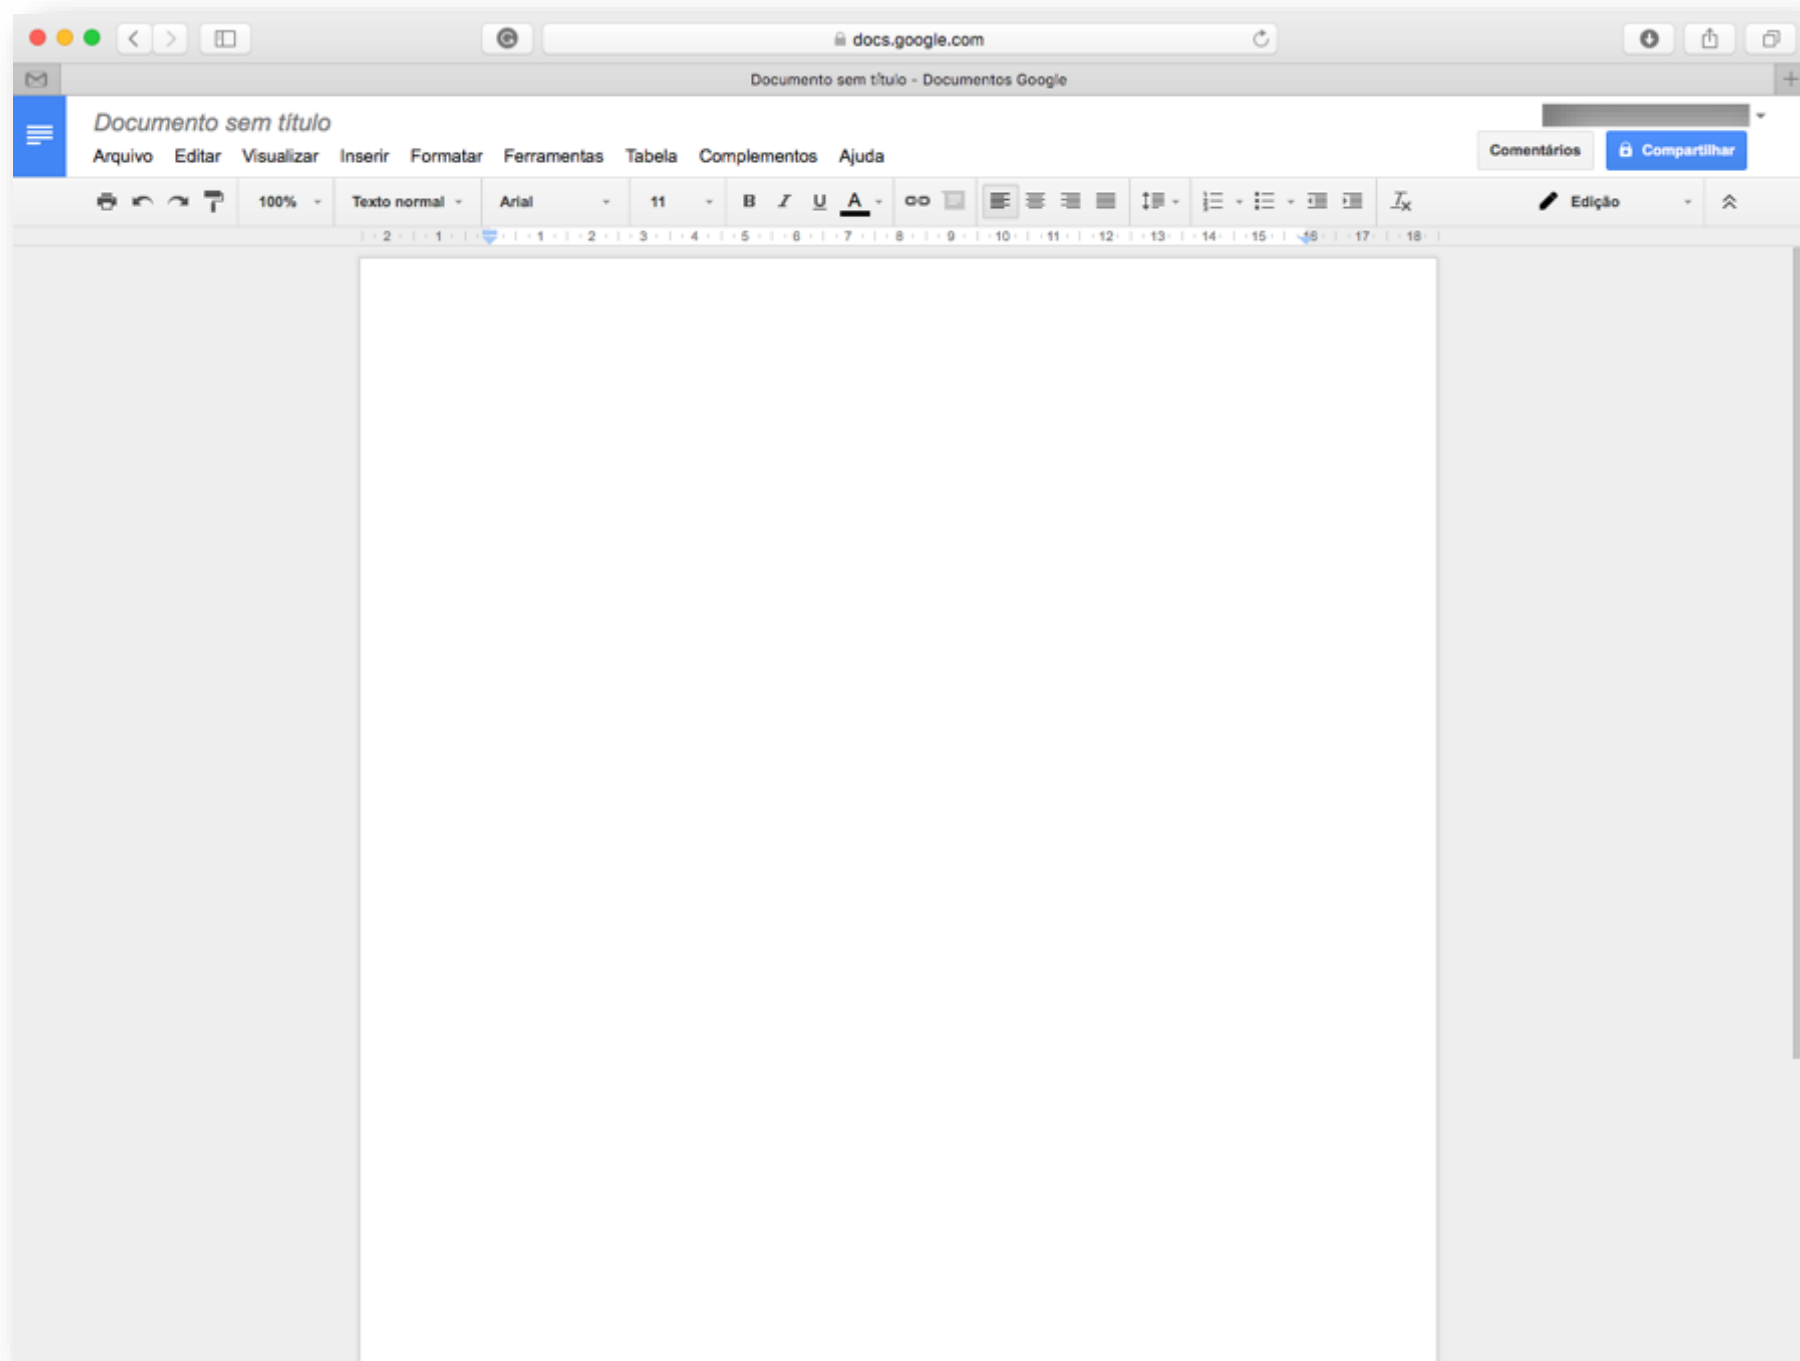 docs.google.com
Documento sem título - Documentos Google
Documento sem título
Arquivo Editar Visualizar Inserir Formatar Ferramentas Tabela Complementos Ajuda
Comentários Compartilhar
100% Texto normal Arial 11 B I U A Edição
2 1 1 2 3 4 5 6 7 8 9 10 11 12 13 14 15 16 17 18